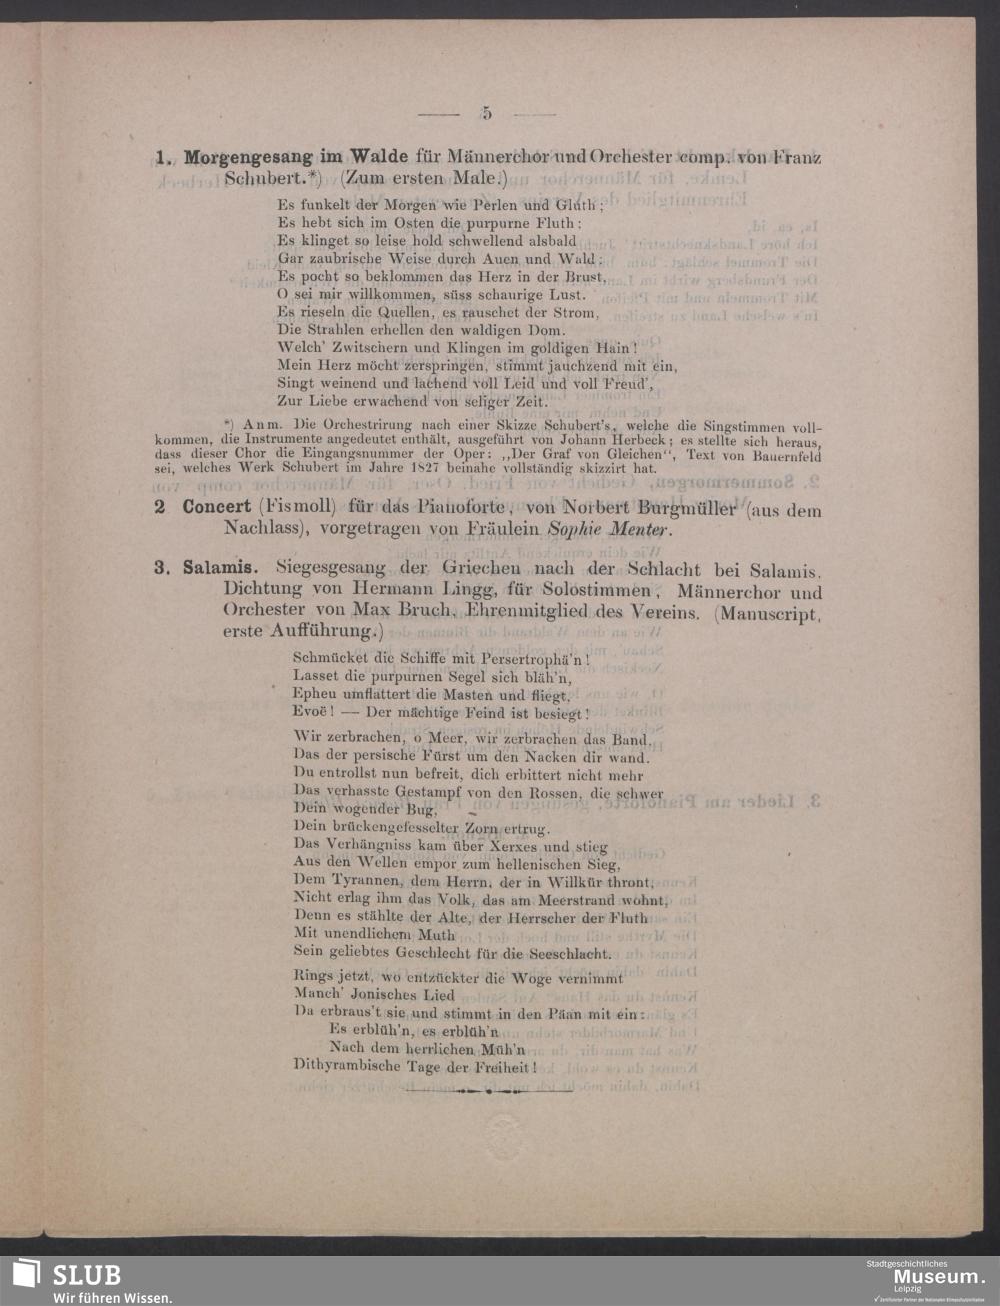 5
1. Morgengesang im Walde für Männerchor und Orchester comp. von Franz
Schubert.*) (Zum ersten Male.)
Es funkelt der Morgen wie Perlen und Gluth;
Es hebt sich im Osten die purpurne Fluth;
Es klinget so leise hold schwellend alsbald
Gar zaubrische Weise durch Auen und Wald;
Es pocht so beklommen das Herz in der Brust,
O sei mir willkommen, süss schaurige Lust.
Es rieseln die Quellen, es rauschet der Strom,
Die Strahlen erhellen den waldigen Dom.
Welch' Zwitschern und Klingen im goldigen Hain!
Mein Herz möcht zerspringen, stimmt jauchzend mit ein,
Singt weinend und lachend voll Leid und voll Freud',
Zur Liebe erwachend von seliger Zeit.
*) Anm. Die Orchestrirung nach einer Skizze Schubert's, welche die Singstimmen voll-
kommen, die Instrumente angedeutet enthält, ausgeführt von Johann Herbeck; es stellte sich heraus,
dass dieser Chor die Eingangsnummer der Oper: „Der Graf von Gleichen“, Text von Bauernfeld
sei, welches Werk Schubert im Jahre 1827 beinahe vollständig skizzirt hat.
2 Concert (Fismoll) für das Pianoforte, von Norbert Burgmüller (aus dem
Nachlass), vorgetragen von Fräulein Sophie Menter.
3. Salamis. Siegesgesang der Griechen nach der Schlacht bei Salamis.
Dichtung von Hermann Lingg, für Solostimmen, Männerchor und
Orchester von Max Bruch, Ehrenmitglied des Vereins. (Manuscript,
erste Aufführung.)
Schmücket die Schiffe mit Persertrophä'n!
Lasset die purpurnen Segel sich bläh'n,
Epheu umflattert die Masten und fliegt,
Evoë! — Der mächtige Feind ist besiegt!
Wir zerbrachen, o Meer, wir zerbrachen das Band,
Das der persische Fürst um den Nacken dir wand.
Du entrollst nun befreit, dich erbittert nicht mehr
Das verhasste Gestampf von den Rossen, die schwer
Dein wogender Bug,
Dein brückengefesselter Zorn ertrug.
Das Verhängniss kam über Xerxes und stieg
Aus den Wellen empor zum hellenischen Sieg,
Dem Tyrannen, dem Herrn, der in Willkür thront,
Nicht erlag ihm das Volk, das am Meerstrand wohnt,
Denn es stählte der Alte, der Herrscher der Fluth
Mit unendlichem Muth
Sein geliebtes Geschlecht für die Seeschlacht.
Rings jetzt, wo entzückter die Woge vernimmt
Manch' Jonisches Lied
Da erbraus't sie und stimmt in den Päan mit ein:
Es erblüh'n, es erblüh'n
Nach dem herrlichen Müh'n
Dithyrambische Tage der Freiheit!
SLUB
Wir führen Wissen.
Stadtgeschichtliches
Museum.
Leipzig
Zertifizierter Partner der Nationalen Klimaschutzinitiative